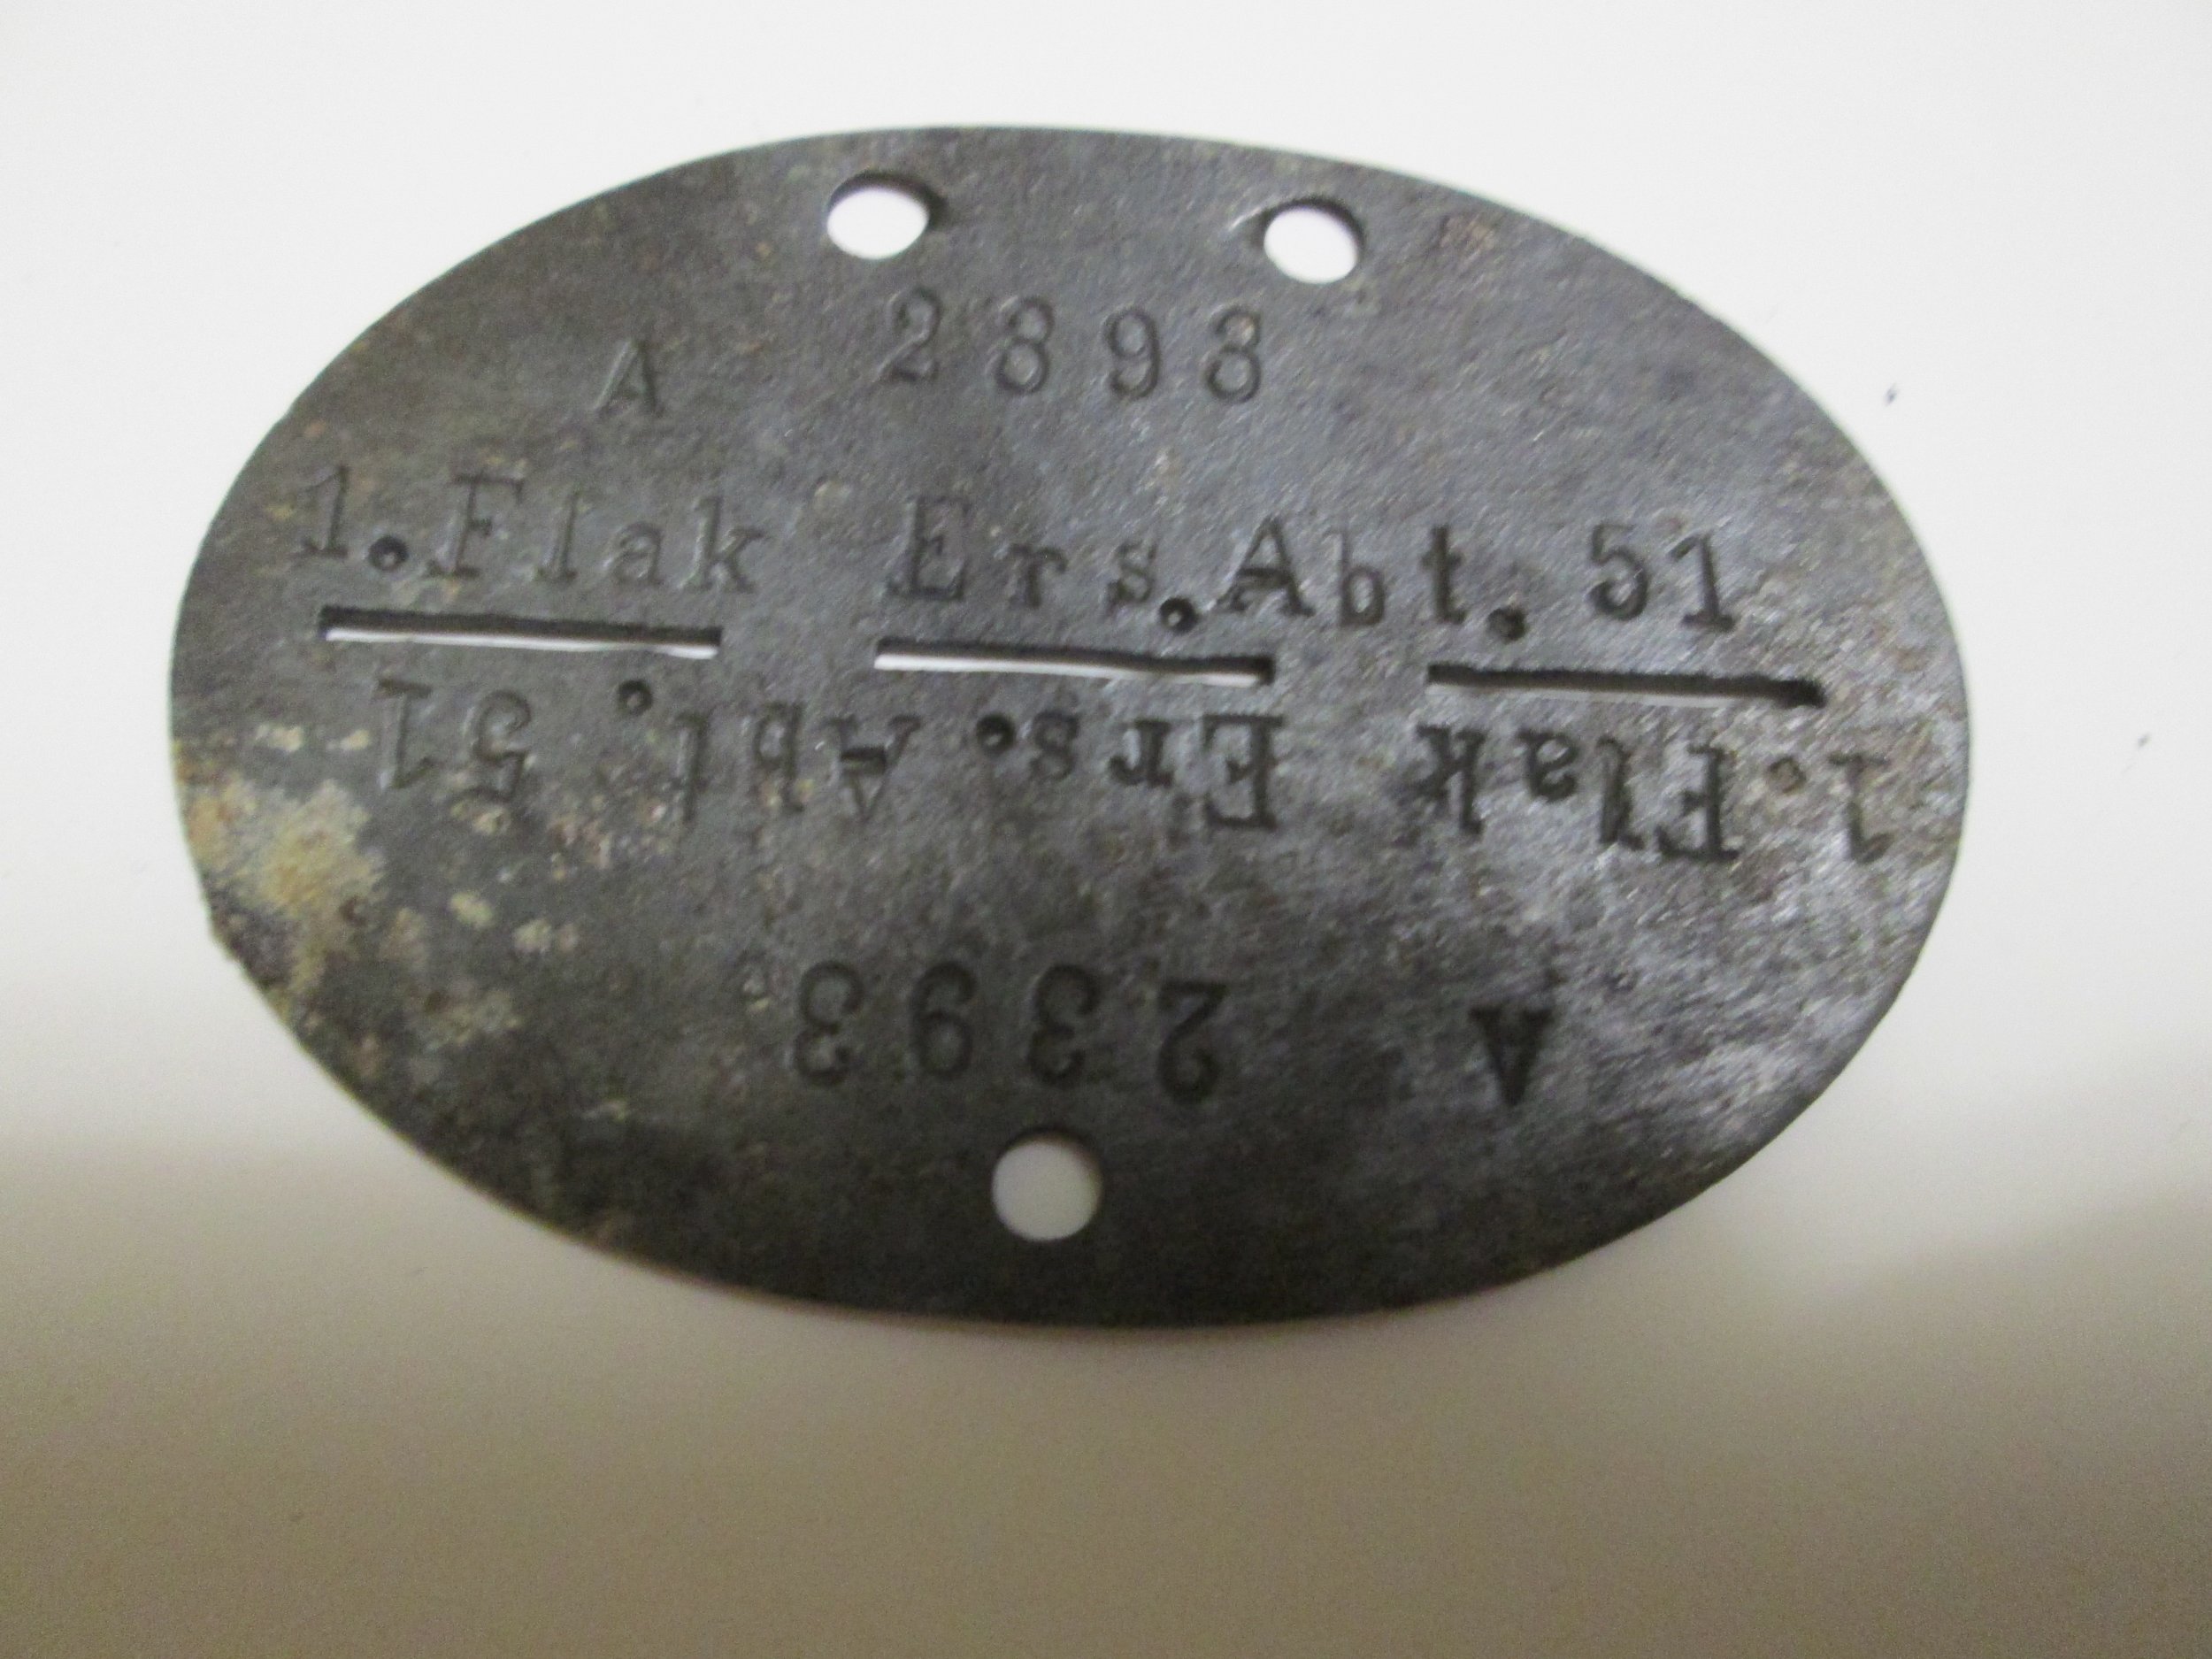 A 2393
1.Flak Ers.Abt. 51
1.Flak Ers. Abt. 51
A 2393